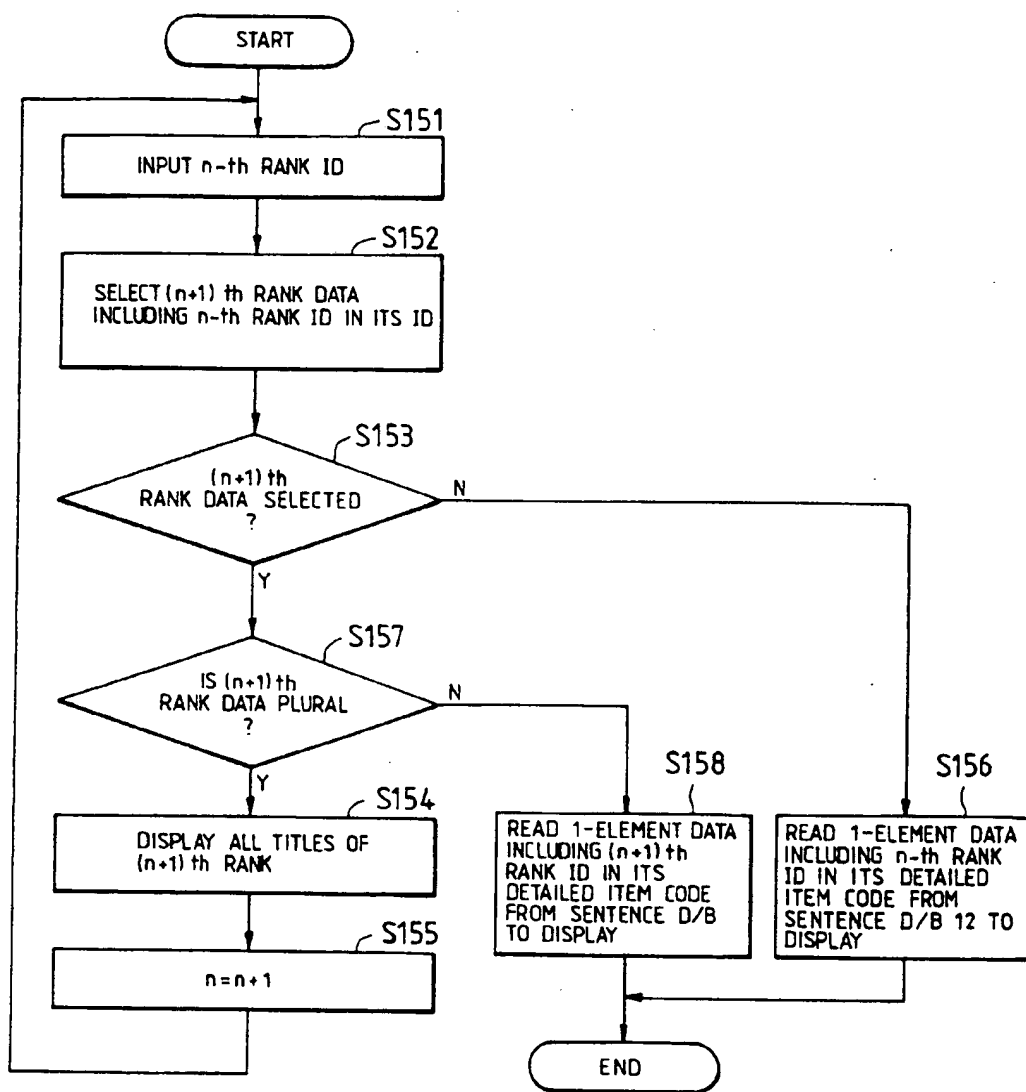 START
S151
INPUT n-th RANK ID
S152
SELECT (n+1) th RANK DATA
INCLUDING n-th RANK ID IN ITS ID
S153
(n+1) th
RANK DATA SELECTED
?
N
Y
S157
IS (n+1) th
RANK DATA PLURAL
?
N
Y
S154
DISPLAY ALL TITLES OF
(n+1) th RANK
S155
n=n+1
S158
READ 1-ELEMENT DATA
INCLUDING (n+1) th
RANK ID IN ITS
DETAILED ITEM CODE
FROM SENTENCE D/B
TO DISPLAY
S156
READ 1-ELEMENT DATA
INCLUDING n-th RANK
ID IN ITS DETAILED
ITEM CODE FROM
SENTENCE D/B 12 TO
DISPLAY
END